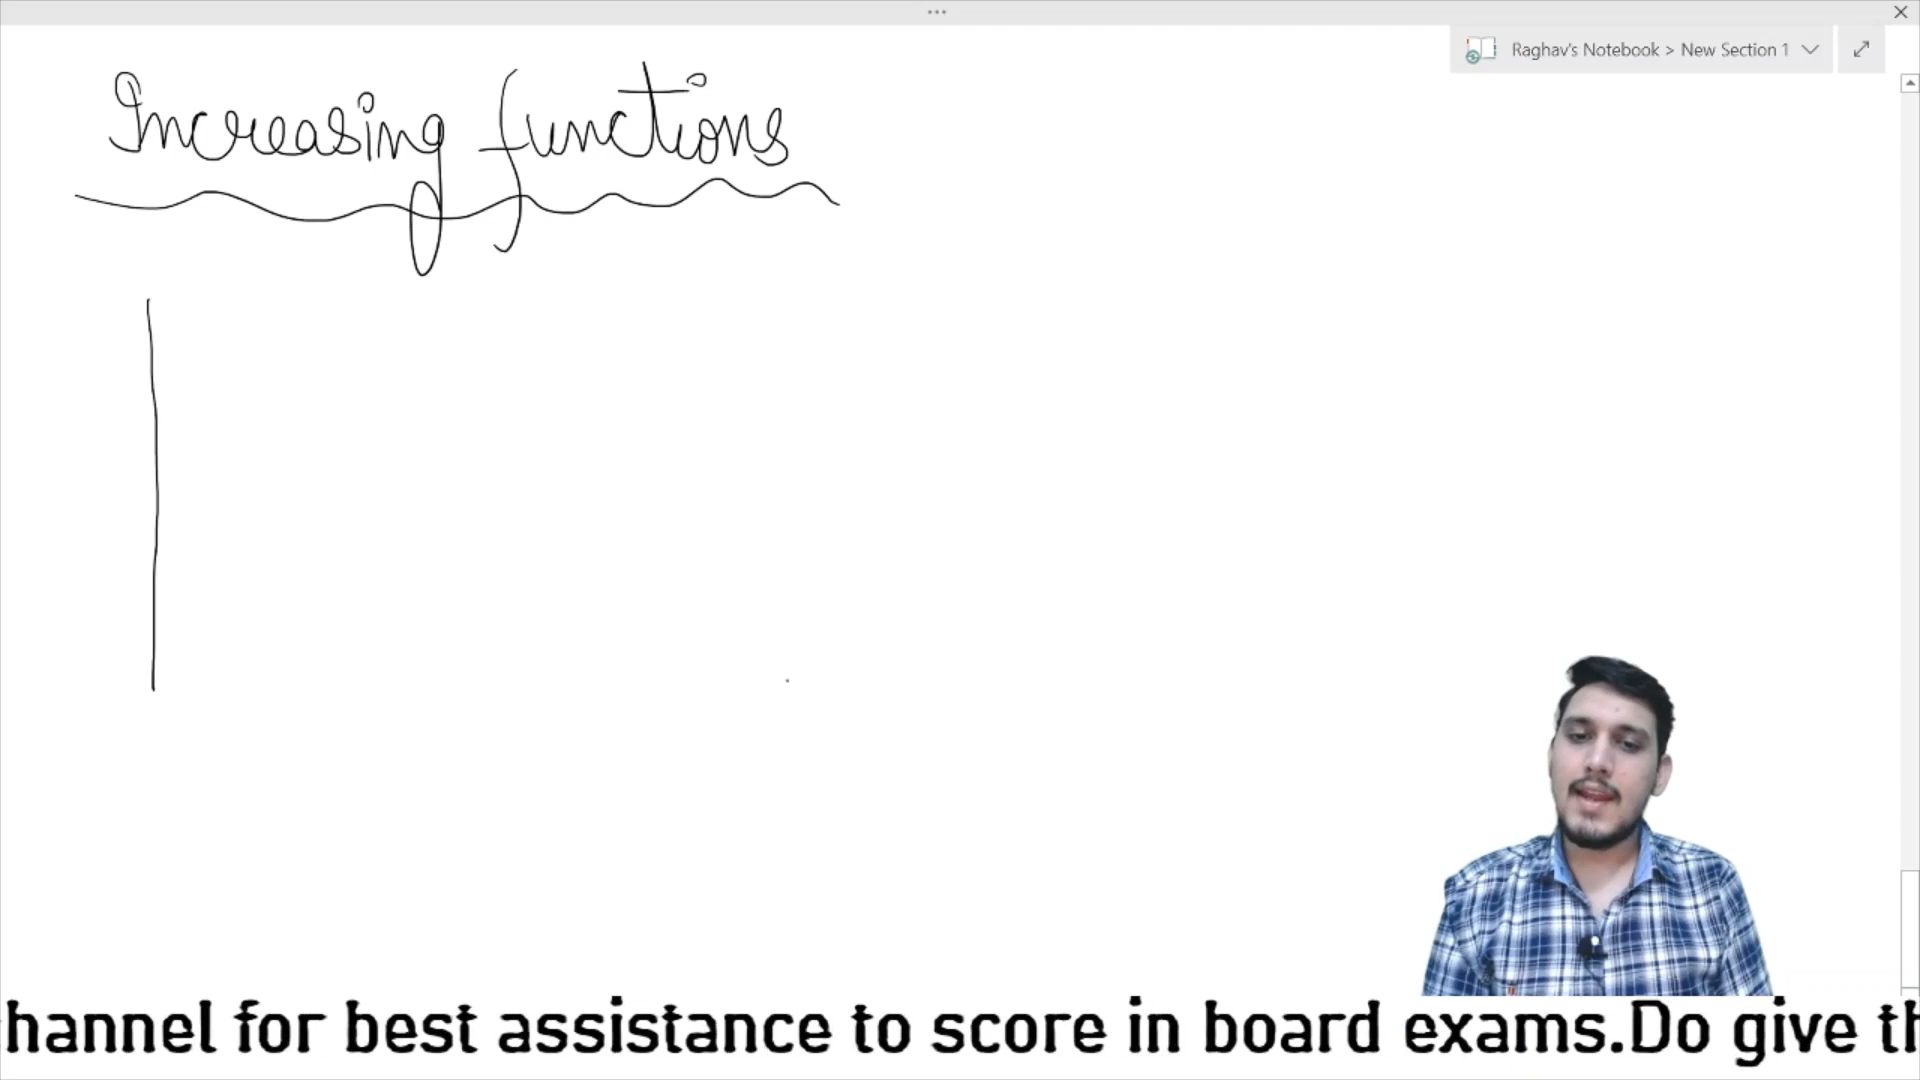 Raghav's Notebook > New Section 1
Increasing functions
hannel for best assistance to score in board exams.Do give th